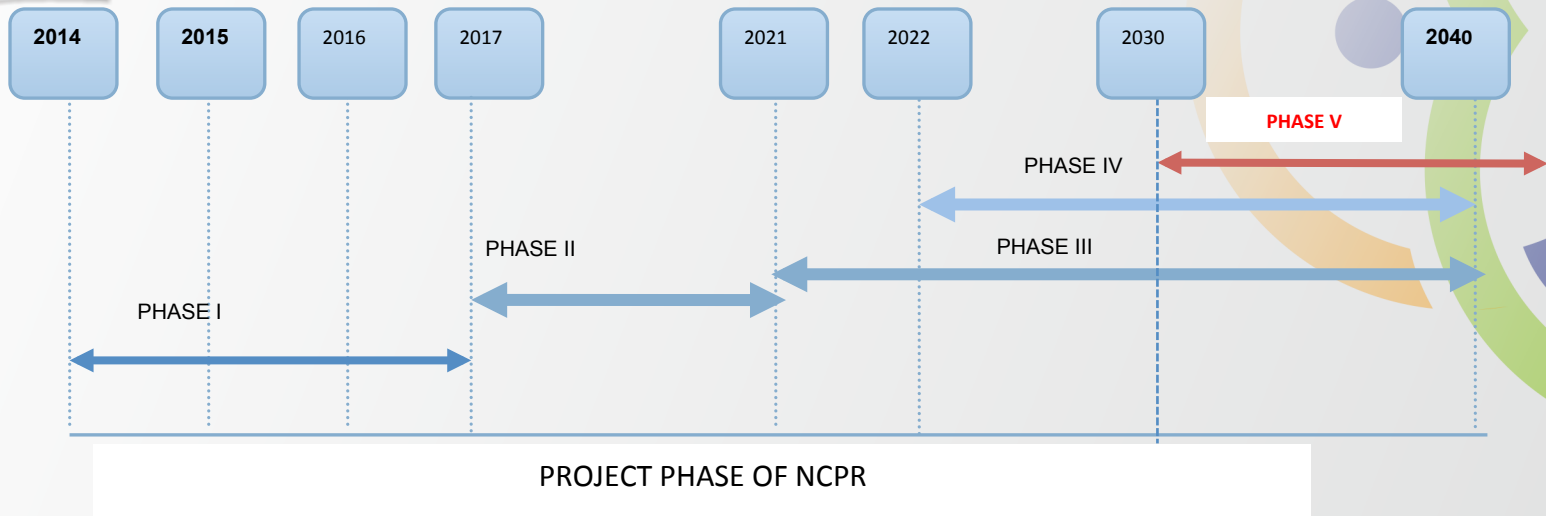 2014 2015 2016 2017 2021 2022 2030 2040
PHASE V
PHASE IV
PHASE II
PHASE III
PHASE I
PROJECT PHASE OF NCPR